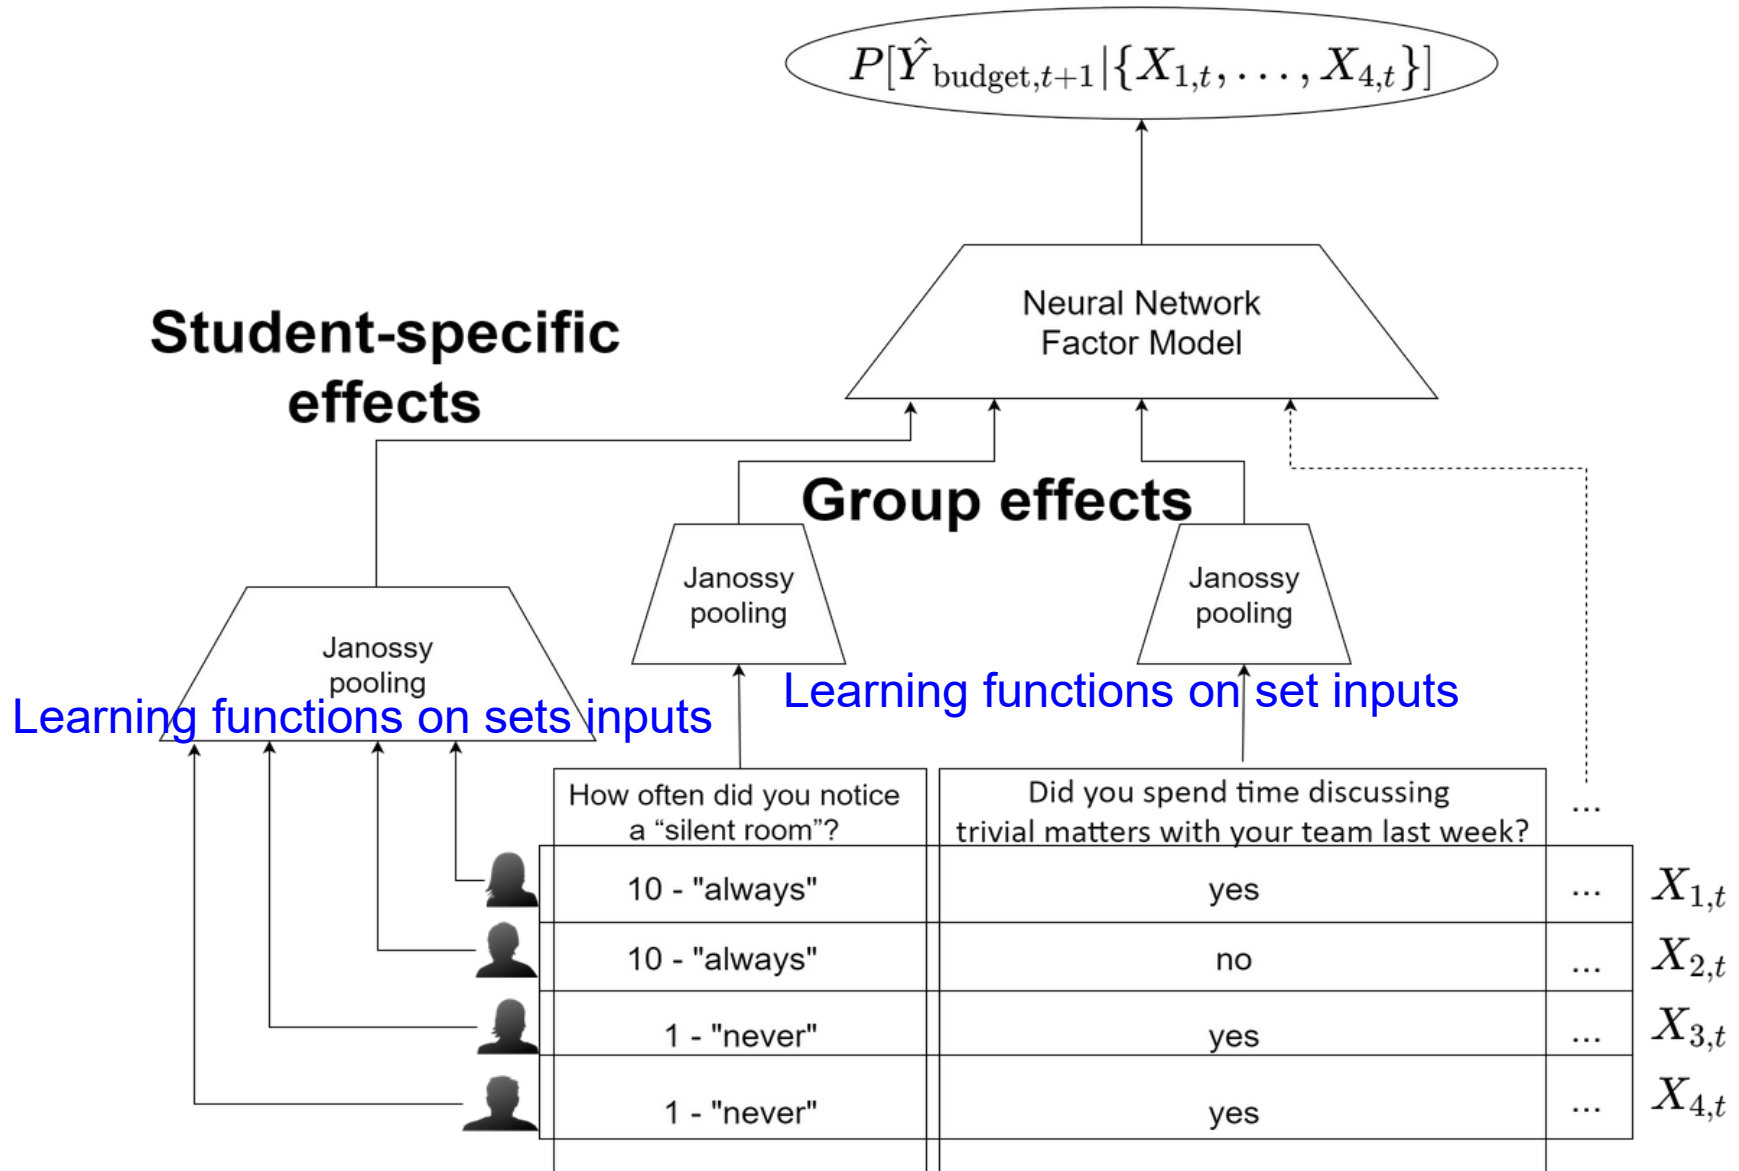 P[Ŷ_budget,t+1|{X_1,t, . . . , X_4,t}]
Neural Network
Factor Model
Student-specific
effects
Group effects
Janossy
pooling
Janossy
pooling
Janossy
pooling
Learning functions on sets inputs
Learning functions on set inputs
How often did you notice
a “silent room”?
Did you spend time discussing
trivial matters with your team last week?
...
10 - "always"
yes
...
X_1,t
10 - "always"
no
...
X_2,t
1 - "never"
yes
...
X_3,t
1 - "never"
yes
...
X_4,t